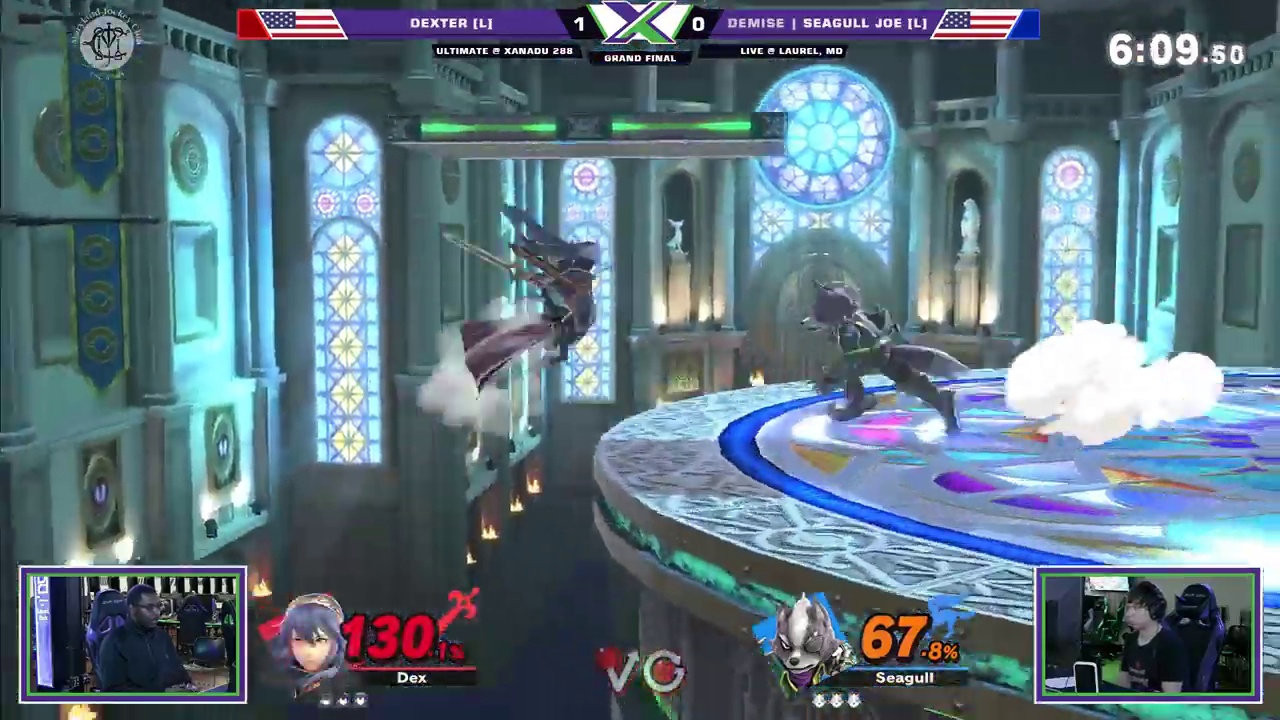 DEXTER [L]
1
0
DEMISE | SEAGULL JOE [L]
ULTIMATE @ XANADU 288
LIVE @ LAUREL, MD
GRAND FINAL
6:09.50
130
Dex
VS
67.8%
Seagull